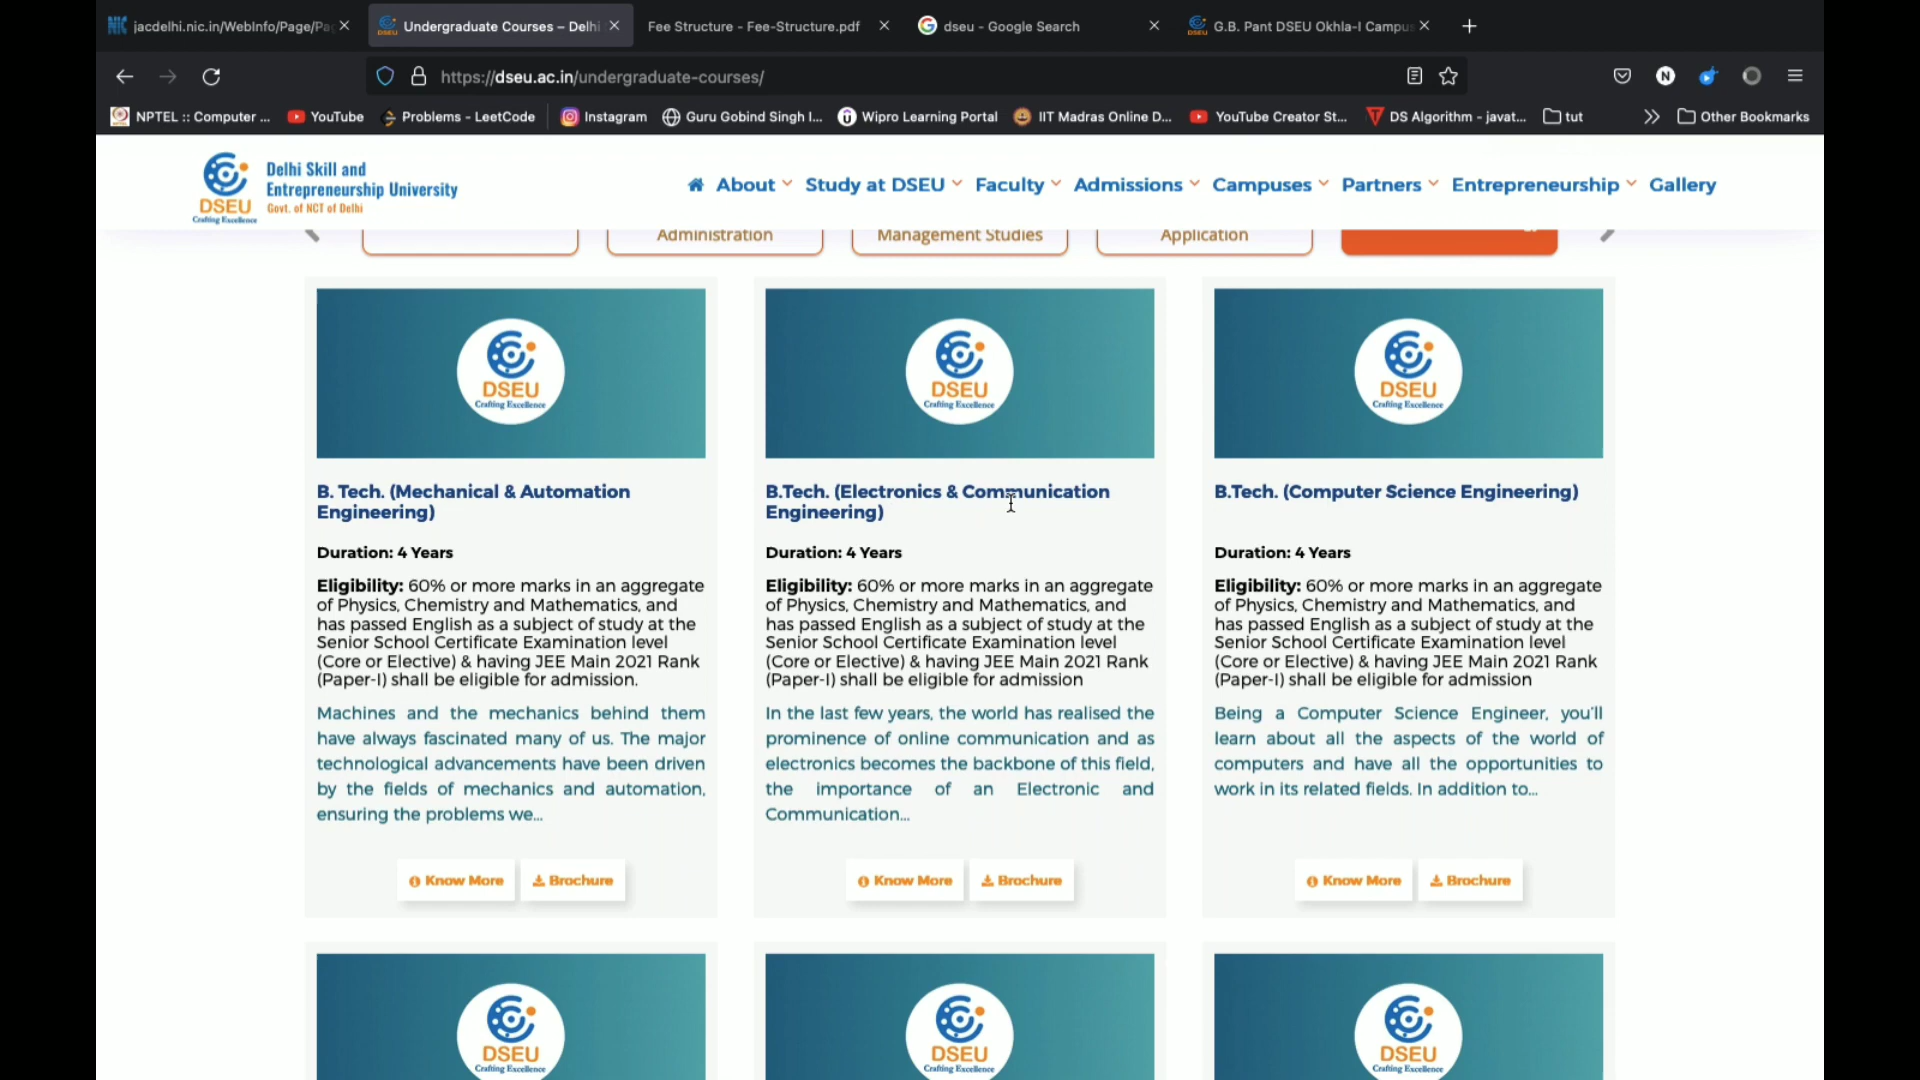 jacdelhi.nic.in/WebInfo/Page/Pa
Undergraduate Courses – Delhi
Fee Structure - Fee-Structure.pdf
dseu - Google Search
G.B. Pant DSEU Okhla-I Campu
https://dseu.ac.in/undergraduate-courses/
NPTEL :: Computer ...
YouTube
Problems - LeetCode
Instagram
Guru Gobind Singh I...
Wipro Learning Portal
IIT Madras Online D...
YouTube Creator St...
DS Algorithm - javat...
tut
Other Bookmarks
DSEU
Crafting Excellence
Delhi Skill and
Entrepreneurship University
Govt. of NCT of Delhi
About
Study at DSEU
Faculty
Admissions
Campuses
Partners
Entrepreneurship
Gallery
Administration
Management Studies
Application
DSEU
Crafting Excellence
B. Tech. (Mechanical & Automation
Engineering)
Duration: 4 Years
Eligibility: 60% or more marks in an aggregate
of Physics, Chemistry and Mathematics, and
has passed English as a subject of study at the
Senior School Certificate Examination level
(Core or Elective) & having JEE Main 2021 Rank
(Paper-I) shall be eligible for admission.
Machines and the mechanics behind them
have always fascinated many of us. The major
technological advancements have been driven
by the fields of mechanics and automation,
ensuring the problems we...
Know More
Brochure
DSEU
Crafting Excellence
B.Tech. (Electronics & Communication
Engineering)
Duration: 4 Years
Eligibility: 60% or more marks in an aggregate
of Physics, Chemistry and Mathematics, and
has passed English as a subject of study at the
Senior School Certificate Examination level
(Core or Elective) & having JEE Main 2021 Rank
(Paper-I) shall be eligible for admission
In the last few years, the world has realised the
prominence of online communication and as
electronics becomes the backbone of this field,
the importance of an Electronic and
Communication...
Know More
Brochure
DSEU
Crafting Excellence
B.Tech. (Computer Science Engineering)
Duration: 4 Years
Eligibility: 60% or more marks in an aggregate
of Physics, Chemistry and Mathematics, and
has passed English as a subject of study at the
Senior School Certificate Examination level
(Core or Elective) & having JEE Main 2021 Rank
(Paper-I) shall be eligible for admission
Being a Computer Science Engineer, you'll
learn about all the aspects of the world of
computers and have all the opportunities to
work in its related fields. In addition to...
Know More
Brochure
DSEU
Crafting Excellence
DSEU
Crafting Excellence
DSEU
Crafting Excellence